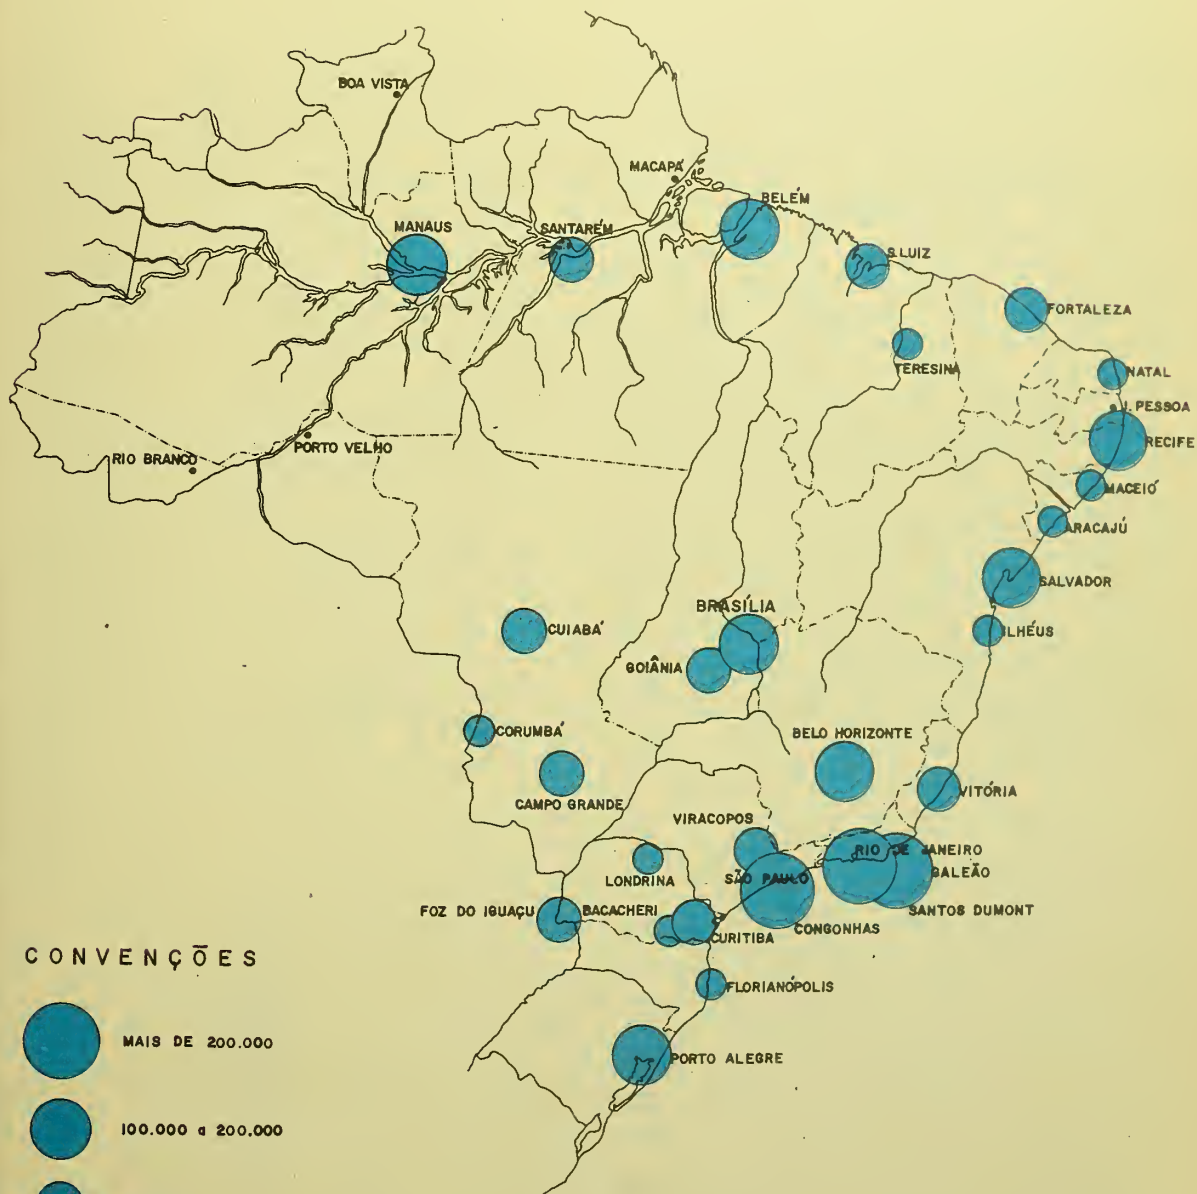 BOA VISTA
MACAPÁ
BELÉM
MANAUS
SANTARÉM
S.LUIZ
FORTALEZA
TERESINA
NATAL
J. PESSOA
RECIFE
RIO BRANCO
PORTO VELHO
MACEIÓ
ARACAJÚ
SALVADOR
BRASÍLIA
CUIABÁ
ILHÉUS
GOIÂNIA
CORUMBÁ
BELO HORIZONTE
CAMPO GRANDE
VITÓRIA
VIRACOPOS
RIO DE JANEIRO
LONDRINA
SÃO PAULO
GALEÃO
FOZ DO IGUAÇU
BACACHERI
SANTOS DUMONT
CONGONHAS
CURITIBA
FLORIANÓPOLIS
PORTO ALEGRE
CONVENÇÕES
MAIS DE 200.000
100.000 a 200.000